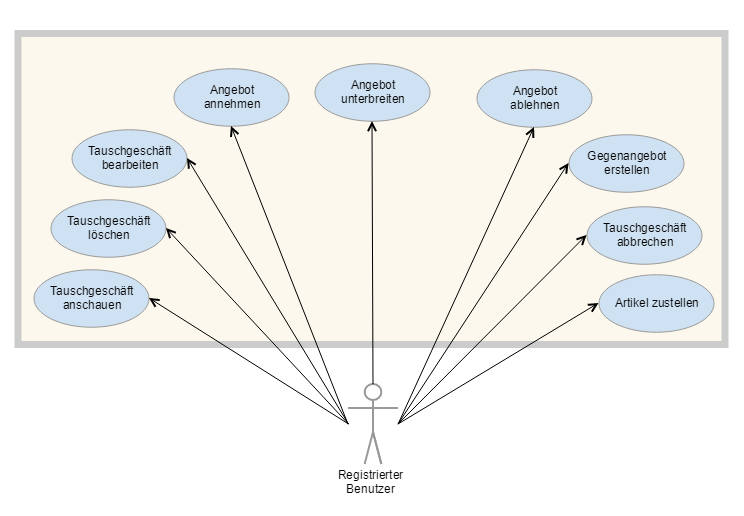 Angebot
annehmen
Angebot
unterbreiten
Angebot
ablehnen
Tauschgeschäft
bearbeiten
Gegenangebot
erstellen
Tauschgeschäft
löschen
Tauschgeschäft
abbrechen
Tauschgeschäft
anschauen
Artikel zustellen
Registrierter
Benutzer